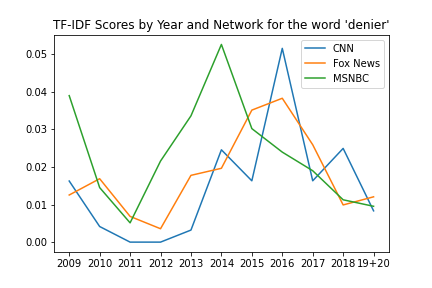 TF-IDF Scores by Year and Network for the word 'denier'
CNN
Fox News
MSNBC
0.05
0.04
0.03
0.02
0.01
0.00
2009 2010 2011 2012 2013 2014 2015 2016 2017 2018 19+20